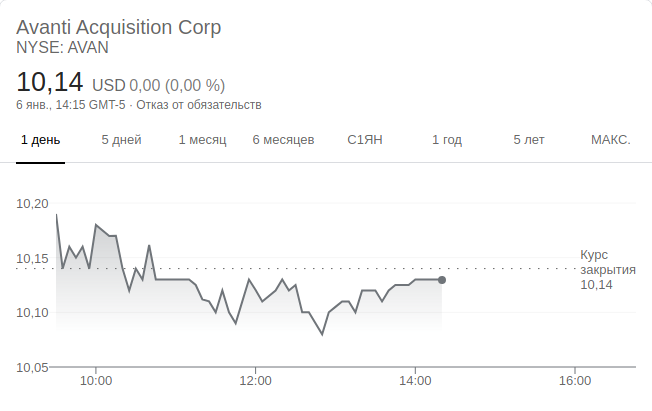 Avanti Acquisition Corp
NYSE: AVAN
10,14 USD 0,00 (0,00 %)
6 янв., 14:15 GMT-5 · Отказ от обязательств
1 день 5 дней 1 месяц 6 месяцев С1ЯН 1 год 5 лет МАКС.
10,20
10,15
10,10
10,05
Курс
закрытия
10,14
10:00 12:00 14:00 16:00